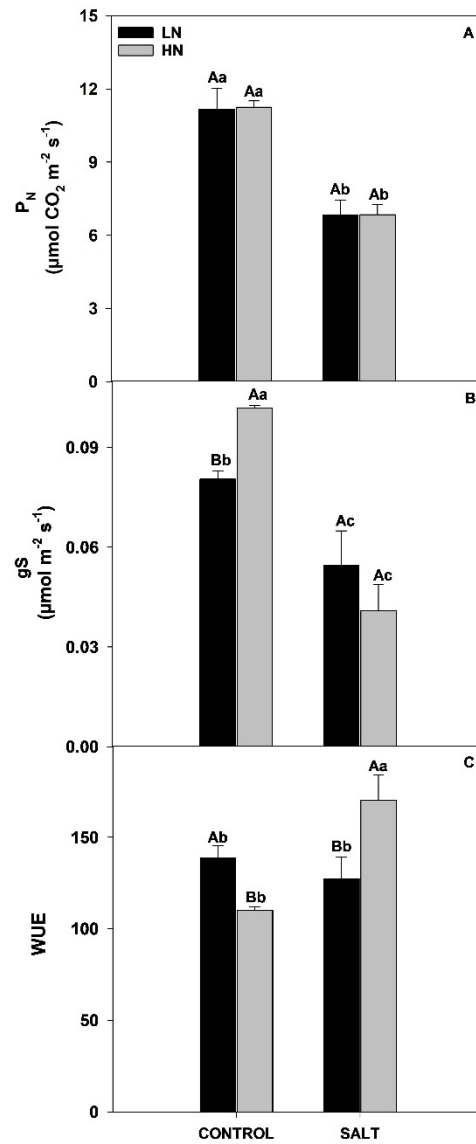 15
LN
HN
A
12
Aa
Aa
9
Ab
Ab
6
3
0
P_N
(µmol CO₂ m⁻² s⁻¹)
B
Aa
0.09
Bb
Ac
0.06
Ac
0.03
0.00
gS
(µmol m⁻² s⁻¹)
C
Aa
150
Ab
Bb
Bb
100
50
0
WUE
CONTROL
SALT